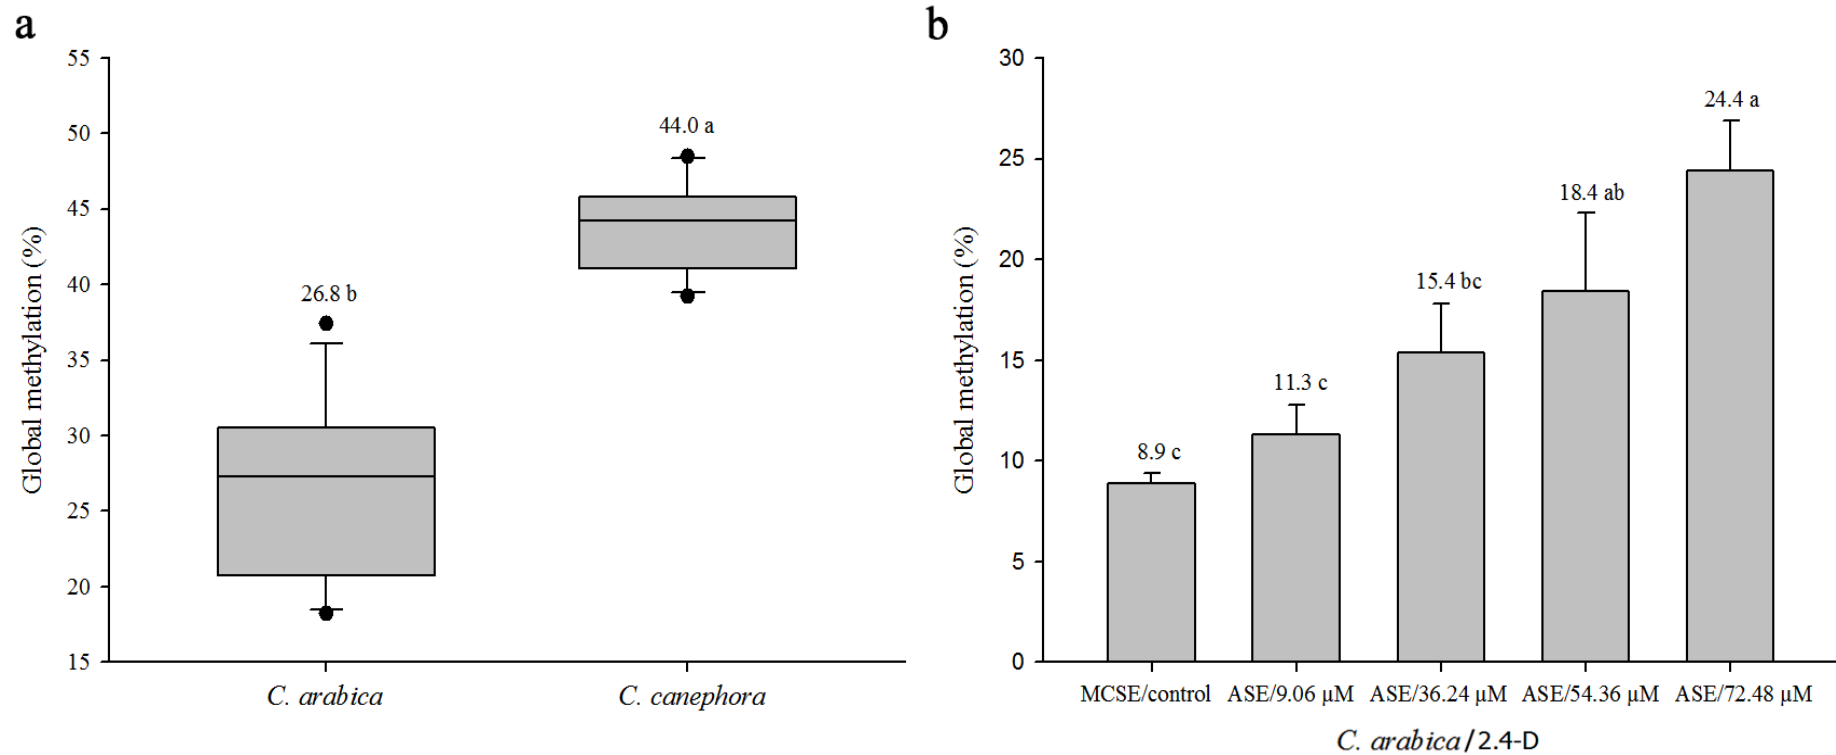 a
Global methylation (%)
55
50
45
40
35
30
25
20
15
26.8 b
44.0 a
C. arabica
C. canephora
b
Global methylation (%)
30
25
20
15
10
5
0
8.9 c
11.3 c
15.4 bc
18.4 ab
24.4 a
MCSE/control ASE/9.06 µM ASE/36.24 µM ASE/54.36 µM ASE/72.48 µM
C. arabica/2.4-D